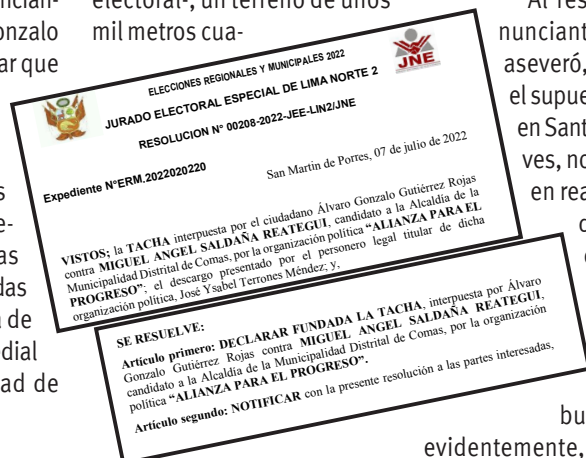 electoral-, un terreno de unos
mil metros cua-
onzalo
ar que
s
e-
as
das
de
dial
ad de
ELECCIONES REGIONALES Y MUNICIPALES 2022
JNE
JURADO ELECTORAL ESPECIAL DE LIMA NORTE 2
RESOLUCION N° 00208-2022-JEE-LIN2/JNE
Expediente N°ERM.2022020220
San Martin de Porres, 07 de julio de 2022
VISTOS; la TACHA interpuesta por el ciudadano Álvaro Gonzalo Gutiérrez Rojas
contra MIGUEL ANGEL SALDAÑA REATEGUI, candidato a la Alcaldía de la
Municipalidad Distrital de Comas, por la organización política “ALIANZA PARA EL
PROGRESO”; el descargo presentado por el personero legal titular de dicha
organización política, José Ysabel Terrones Méndez; y,
SE RESUELVE:
Artículo primero: DECLARAR FUNDADA LA TACHA, interpuesta por Álvaro
Gonzalo Gutiérrez Rojas contra MIGUEL ANGEL SALDAÑA REATEGUI,
candidato a la Alcaldía de la Municipalidad Distrital de Comas, por la organización
política “ALIANZA PARA EL PROGRESO”.
Artículo segundo: NOTIFICAR con la presente resolución a las partes interesadas,
nunciant
aseveró,
el supue
en Sant
ves, no
en rea
bu
evidentemente,